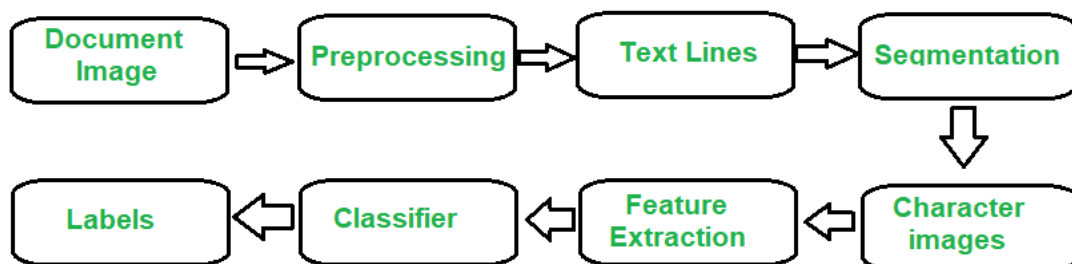 Document
Image
Preprocessing
Text Lines
Segmentation
Character
images
Feature
Extraction
Classifier
Labels